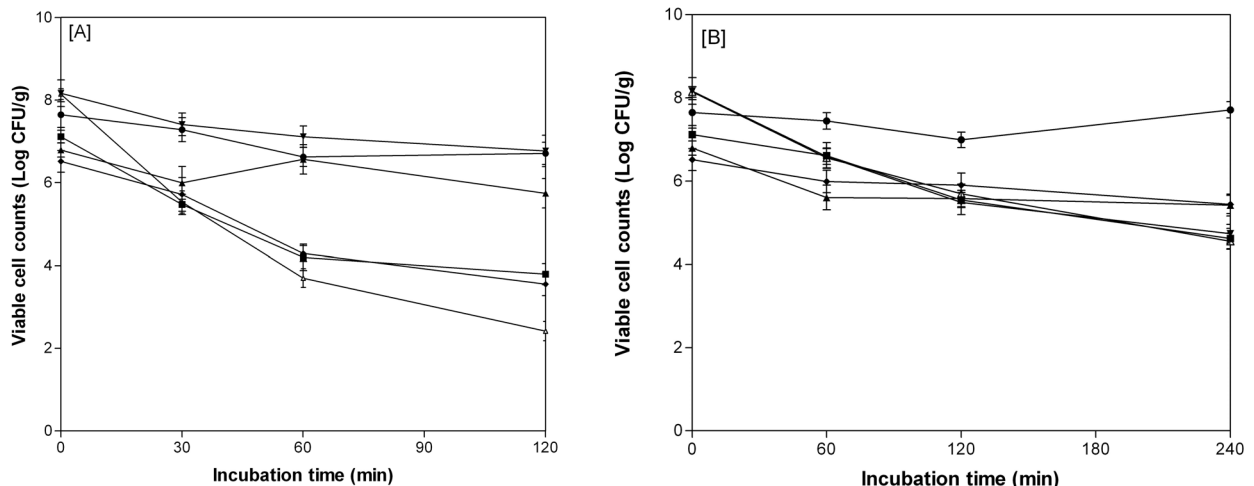 [A]
Viable cell counts (Log CFU/g)
10
8
6
4
2
0
0 30 60 90 120
Incubation time (min)
[B]
Viable cell counts (Log CFU/g)
10
8
6
4
2
0
0 60 120 180 240
Incubation time (min)